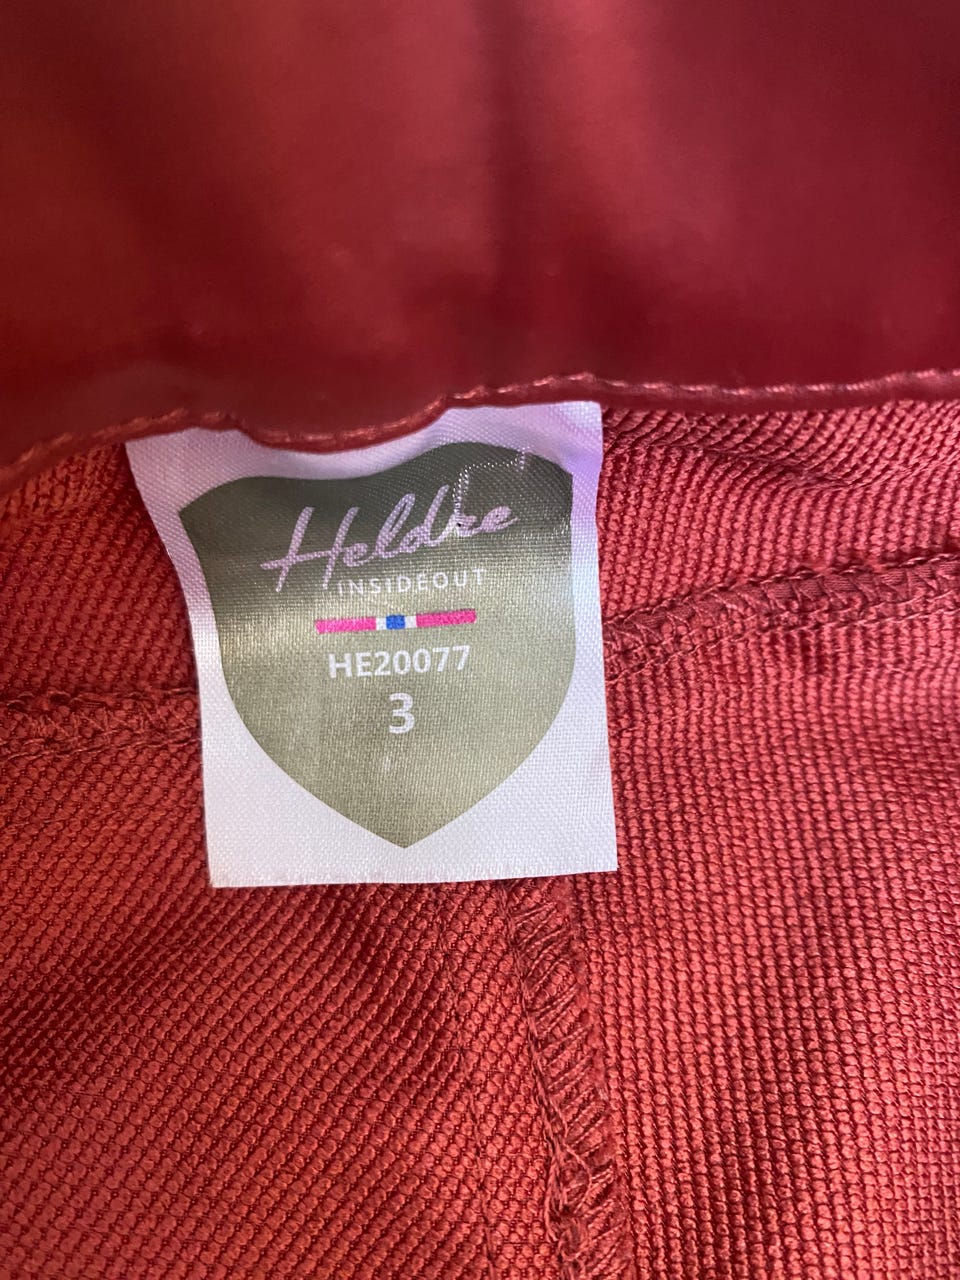 Heldre
INSIDEOUT
HE20077
3